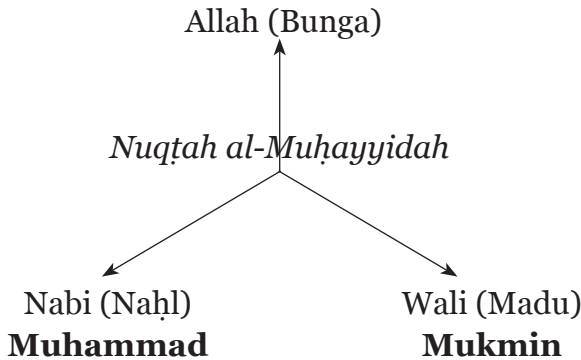 Allah (Bunga)
Nuqṭah al-Muḥayyidah
Nabi (Naḥl)
Muhammad
Wali (Madu)
Mukmin